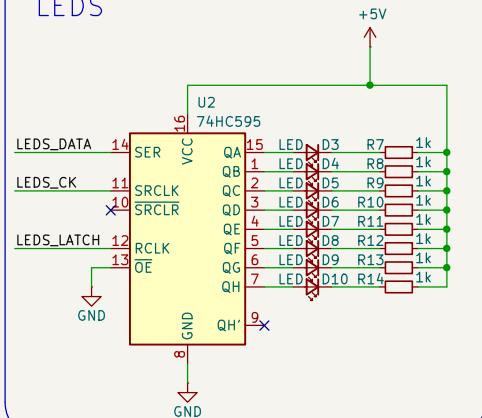 LEDS
+5V
U2
74HC595
16
VCC
LEDS_DATA 14 SER QA 15 LED D3 R7 1k
QB 1 LED D4 R8 1k
LEDS_CK 11 SRCLK QC 2 LED D5 R9 1k
10 SRCLR QD 3 LED D6 R10 1k
QE 4 LED D7 R11 1k
LEDS_LATCH 12 RCLK QF 5 LED D8 R12 1k
13 OE QG 6 LED D9 R13 1k
QH 7 LED D10 R14 1k
GND
GND
QH' 9
8
GND